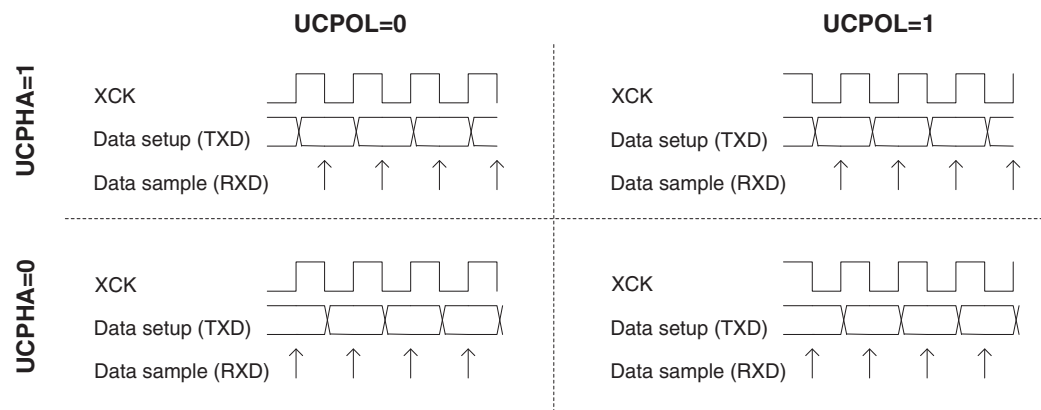 UCPOL=0
UCPOL=1
UCPHA=1
XCK
Data setup (TXD)
Data sample (RXD)
XCK
Data setup (TXD)
Data sample (RXD)
UCPHA=0
XCK
Data setup (TXD)
Data sample (RXD)
XCK
Data setup (TXD)
Data sample (RXD)